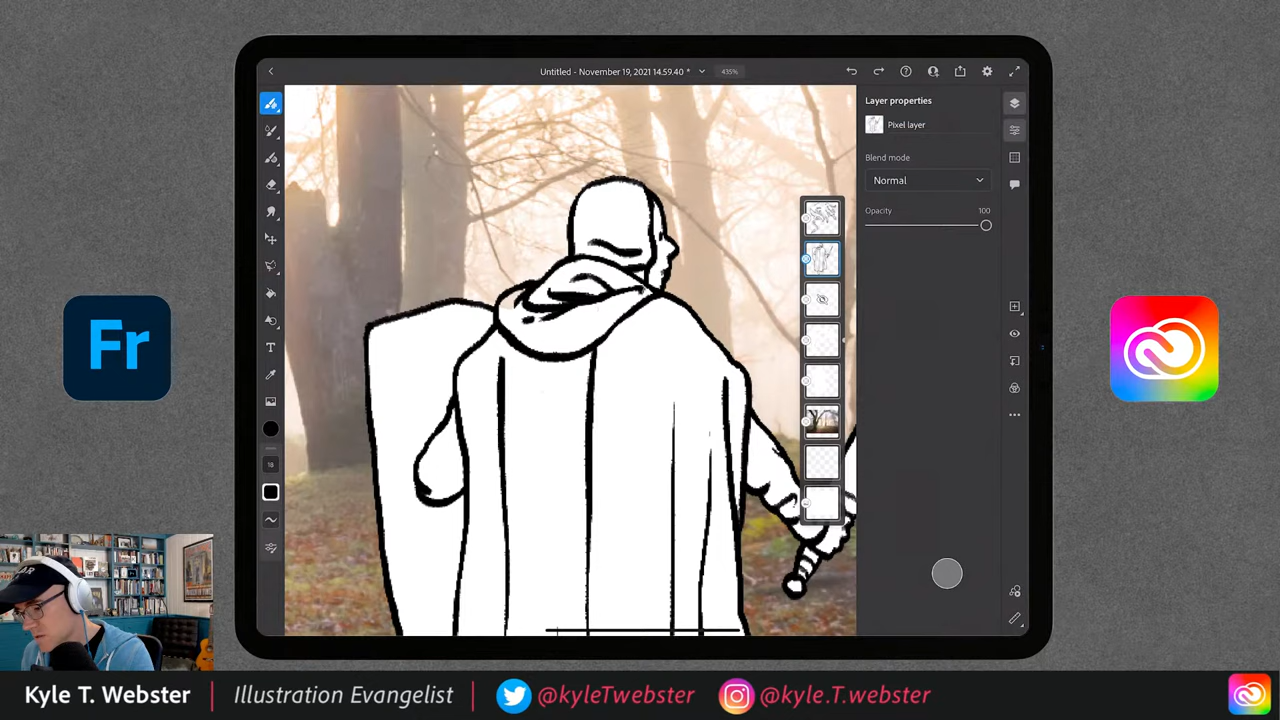 Untitled - November 19, 2021 14.59.40 *
435%
Layer properties
Pixel layer
Blend mode
Normal
Opacity
100
T
18
Fr
Kyle T. Webster | Illustration Evangelist | @kyleTwebster @kyle.T.webster